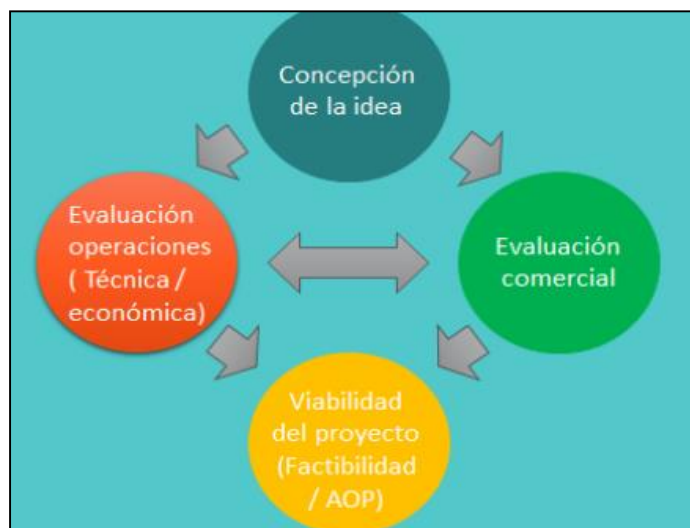 Concepción
de la idea
Evaluación
operaciones
( Técnica /
económica)
Evaluación
comercial
Viabilidad
del proyecto
(Factibilidad
/ AOP)